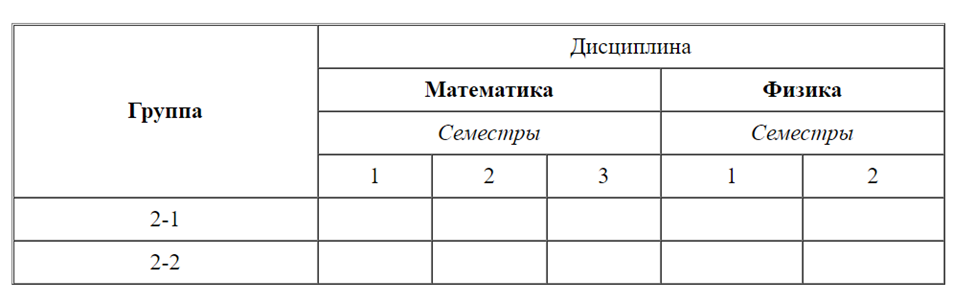 Дисциплина
Группа
Математика Физика
Семестры Семестры
1 2 3 1 2
2-1
2-2